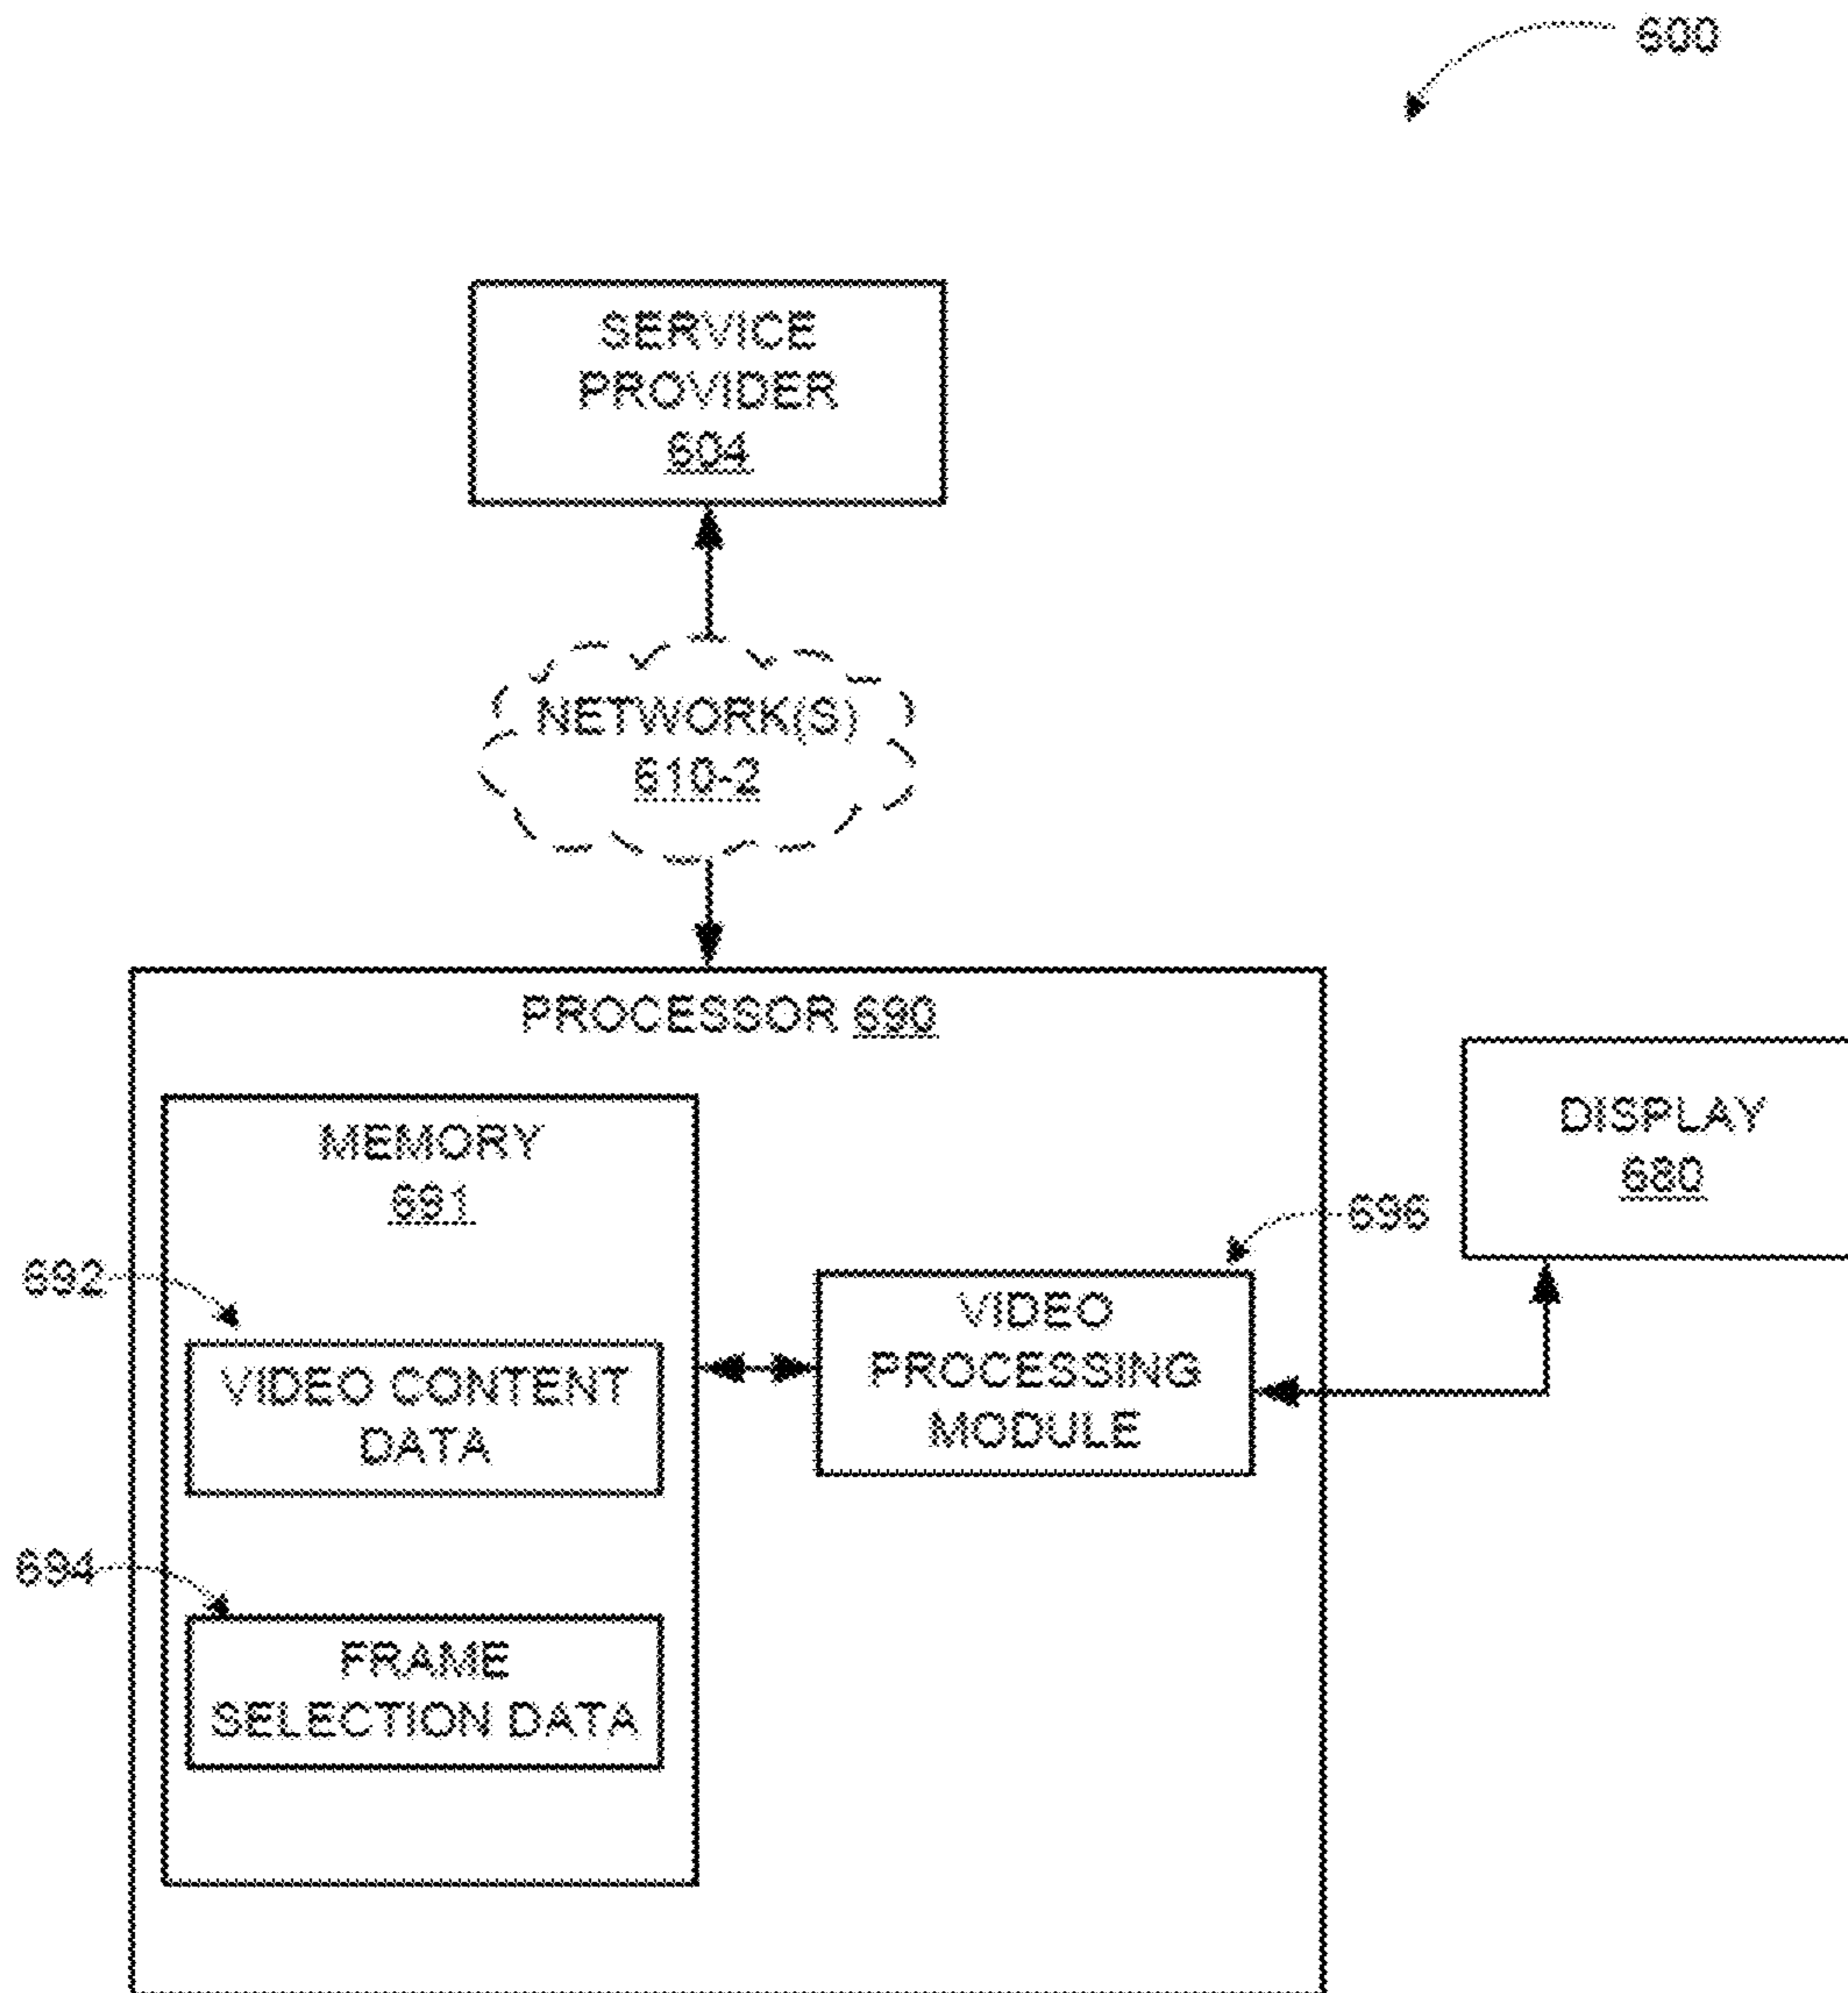 600
SERVICE
PROVIDER
604
NETWORK(S)
610-2
PROCESSOR 690
MEMORY
691
DISPLAY
680
696
692
VIDEO CONTENT
DATA
VIDEO
PROCESSING
MODULE
694
FRAME
SELECTION DATA